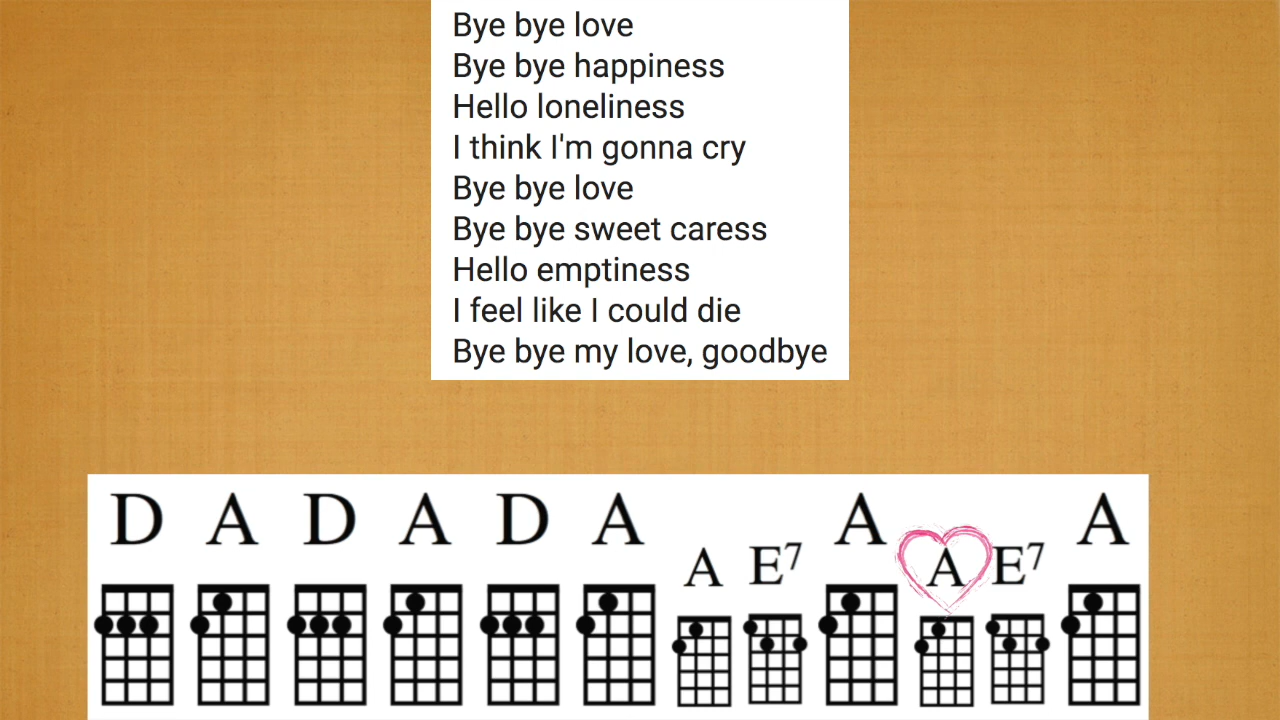 Bye bye love
Bye bye happiness
Hello loneliness
I think I'm gonna cry
Bye bye love
Bye bye sweet caress
Hello emptiness
I feel like I could die
Bye bye my love, goodbye
D A D A D A A E7 A A E7 A